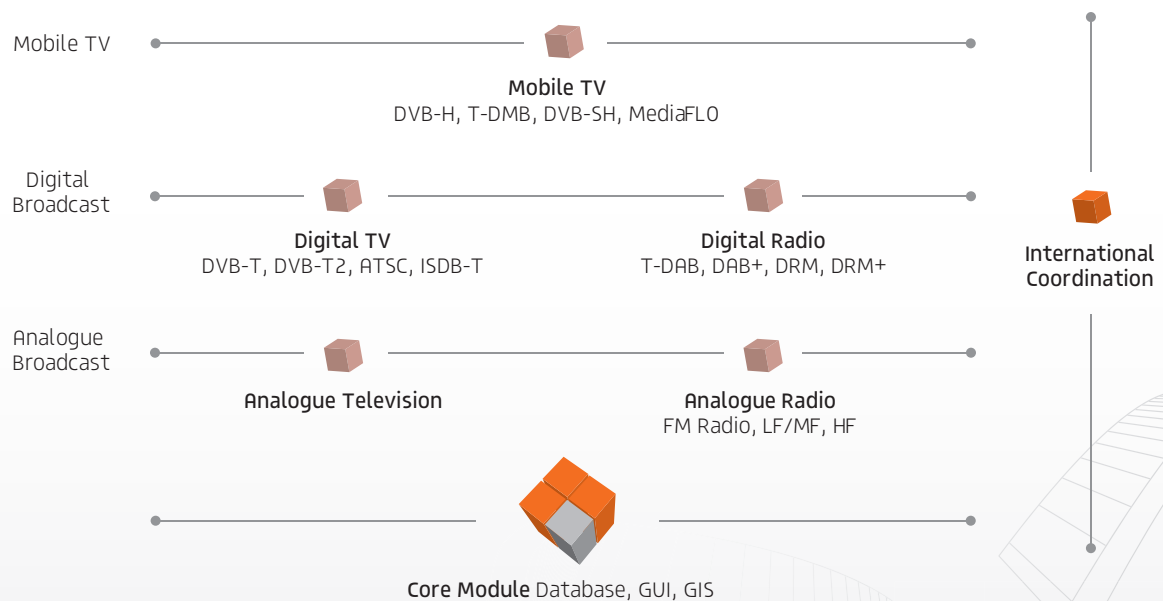 Mobile TV
Mobile TV
DVB-H, T-DMB, DVB-SH, MediaFLO
Digital
Broadcast
Digital TV
DVB-T, DVB-T2, ATSC, ISDB-T
Digital Radio
T-DAB, DAB+, DRM, DRM+
International
Coordination
Analogue
Broadcast
Analogue Television
Analogue Radio
FM Radio, LF/MF, HF
Core Module Database, GUI, GIS